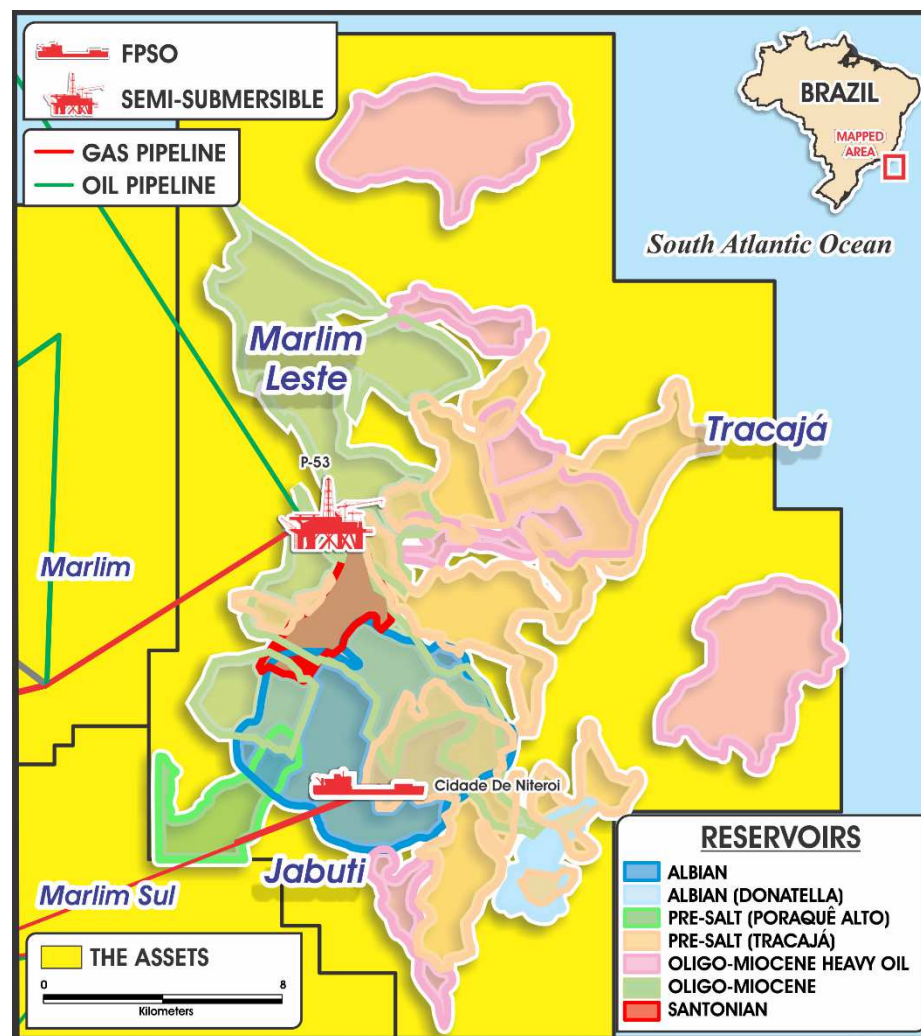 FPSO
SEMI-SUBMERSIBLE
GAS PIPELINE
OIL PIPELINE
BRAZIL
MAPPED
AREA
South Atlantic Ocean
Marlim
Leste
Tracajá
P-53
Marlim
Cidade De Niteroi
Jabuti
Marlim Sul
THE ASSETS
0 8
Kilometers
RESERVOIRS
ALBIAN
ALBIAN (DONATELLA)
PRE-SALT (PORAQUÊ ALTO)
PRE-SALT (TRACAJÁ)
OLIGO-MIOCENE HEAVY OIL
OLIGO-MIOCENE
SANTONIAN